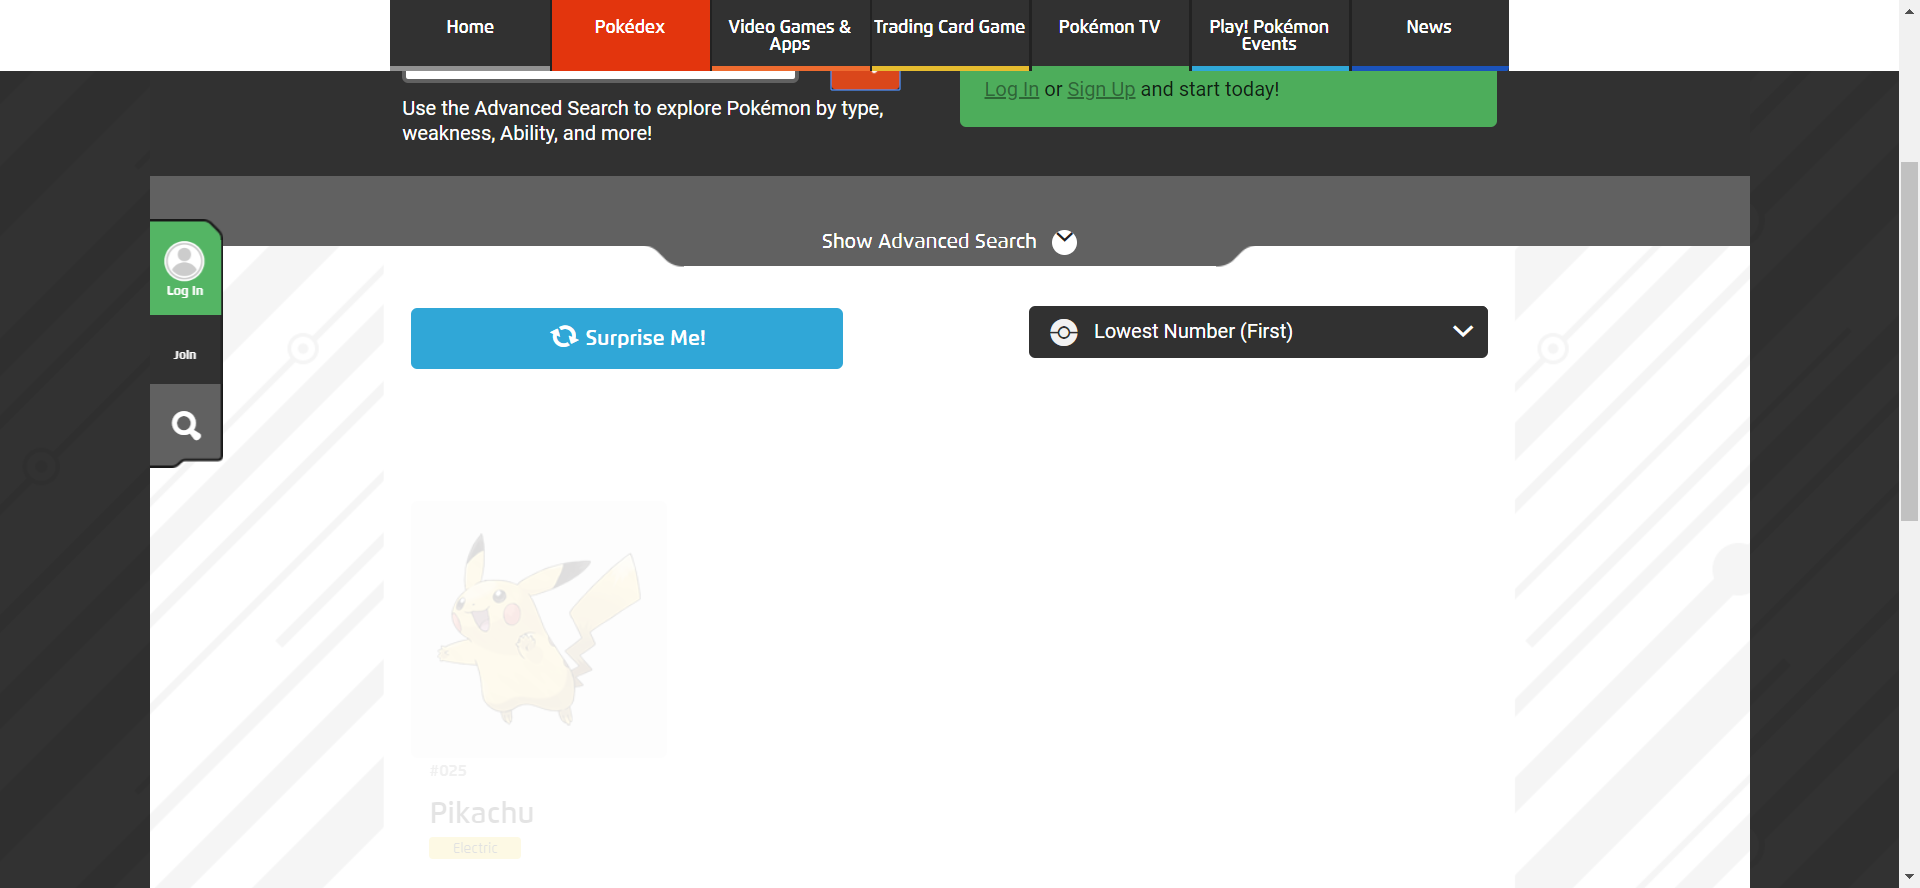 Home
Pokédex
Video Games &
Apps
Trading Card Game
Pokémon TV
Play! Pokémon
Events
News
Use the Advanced Search to explore Pokémon by type,
weakness, Ability, and more!
Log In or Sign Up and start today!
Show Advanced Search
Log In
Join
Surprise Me!
Lowest Number (First)
#025
Pikachu
Electric